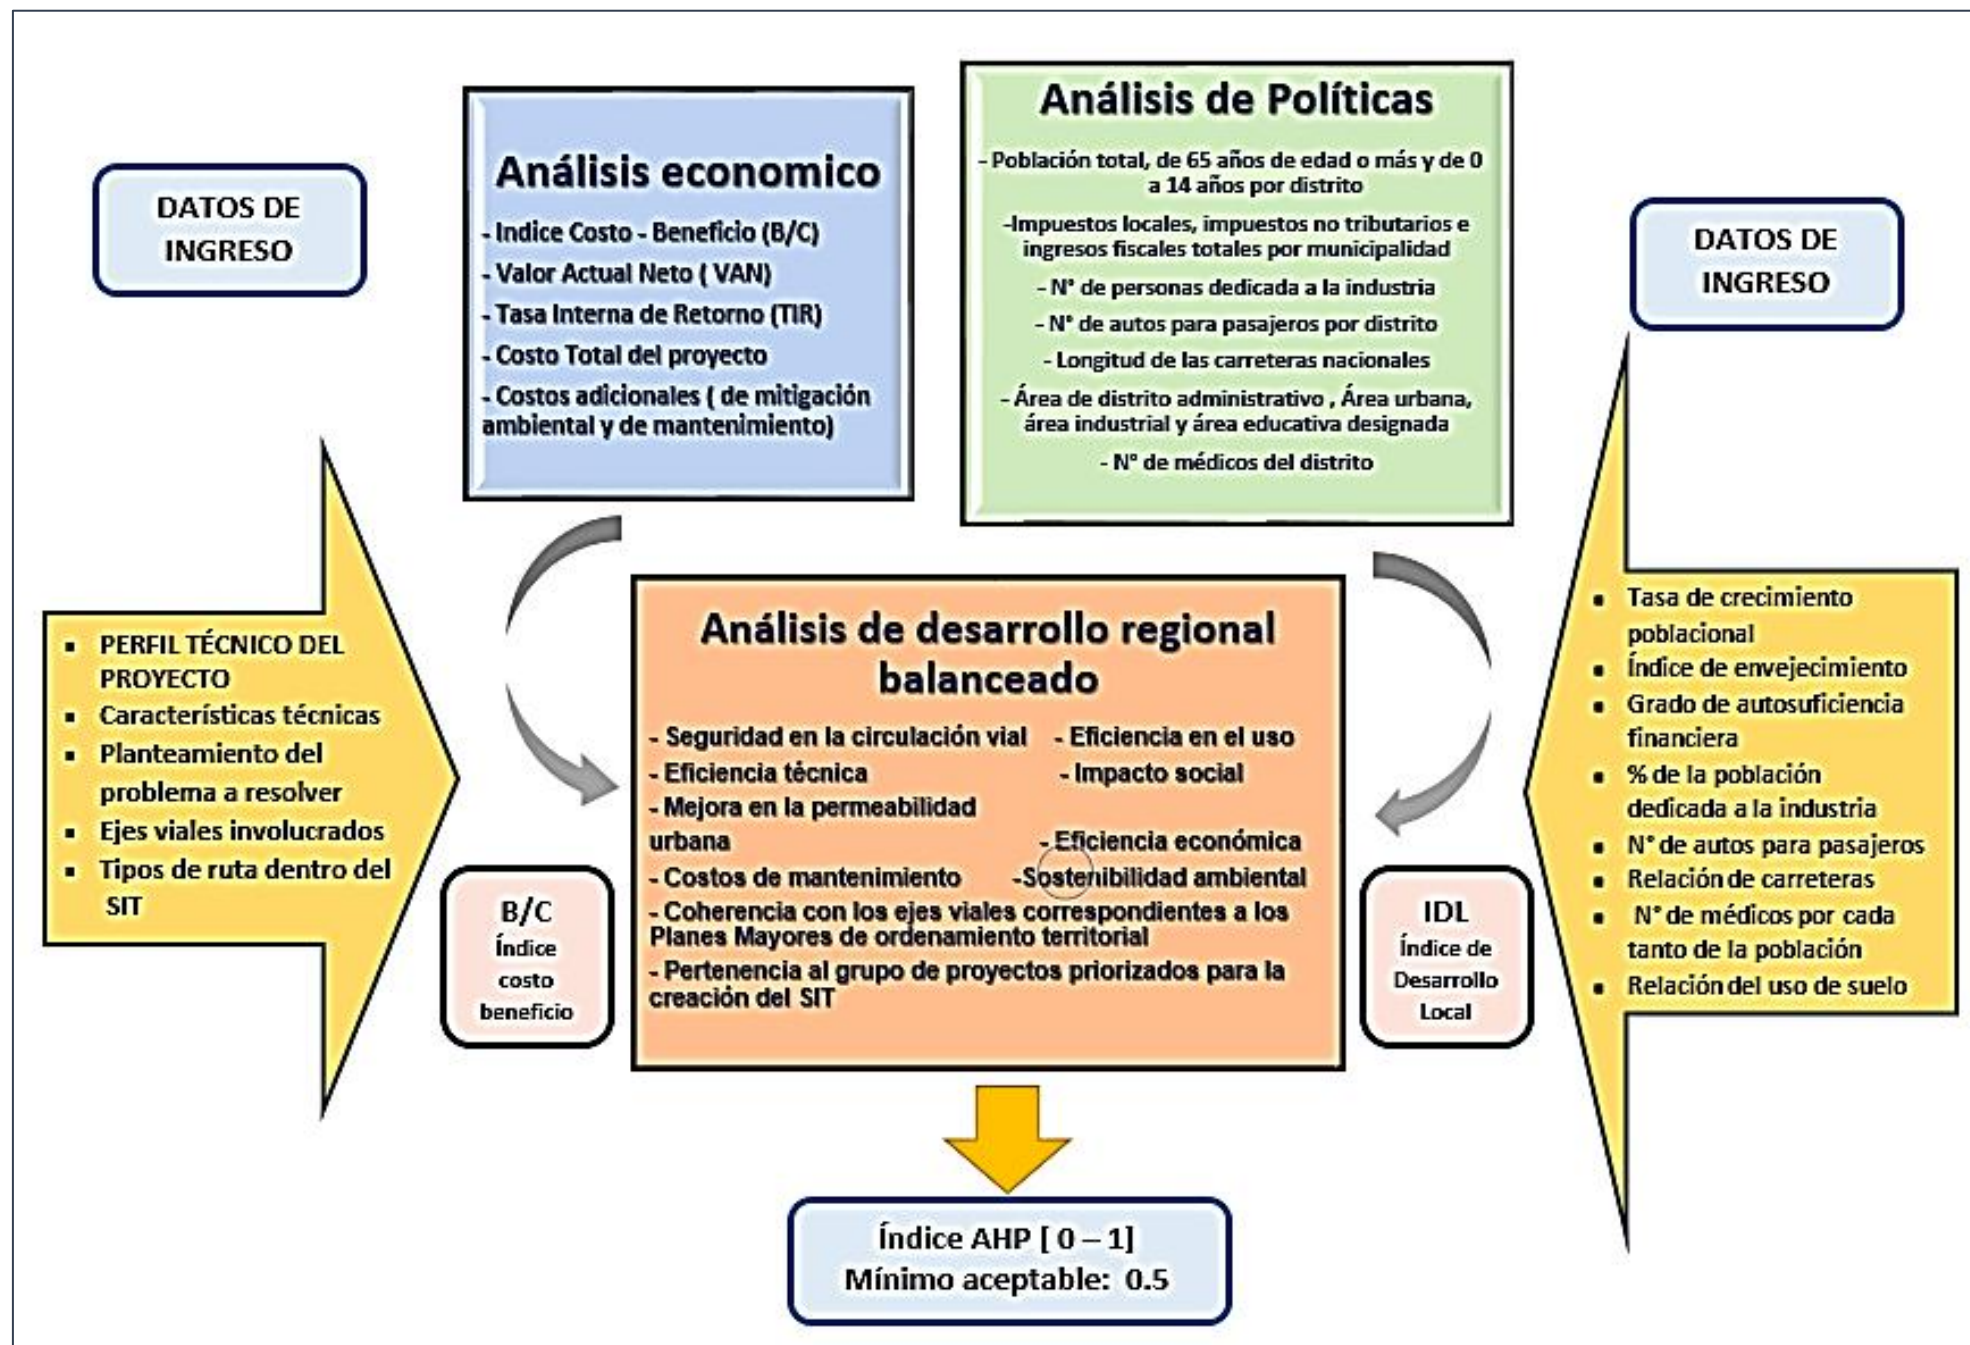 DATOS DE
INGRESO
▪ PERFIL TÉCNICO DEL
PROYECTO
▪ Características técnicas
▪ Planteamiento del
problema a resolver
▪ Ejes viales involucrados
▪ Tipos de ruta dentro del
SIT
Análisis economico
- Indice Costo - Beneficio (B/C)
- Valor Actual Neto ( VAN)
- Tasa Interna de Retorno (TIR)
- Costo Total del proyecto
- Costos adicionales ( de mitigación
ambiental y de mantenimiento)
Análisis de Políticas
- Población total, de 65 años de edad o más y de 0
a 14 años por distrito
-Impuestos locales, impuestos no tributarios e
ingresos fiscales totales por municipalidad
- N° de personas dedicada a la industria
- N° de autos para pasajeros por distrito
- Longitud de las carreteras nacionales
- Área de distrito administrativo , Área urbana,
área industrial y área educativa designada
- N° de médicos del distrito
DATOS DE
INGRESO
▪ Tasa de crecimiento
poblacional
▪ Índice de envejecimiento
▪ Grado de autosuficiencia
financiera
▪ % de la población
dedicada a la industria
▪ N° de autos para pasajeros
▪ Relación de carreteras
▪ N° de médicos por cada
tanto de la población
▪ Relación del uso de suelo
Análisis de desarrollo regional
balanceado
- Seguridad en la circulación vial - Eficiencia en el uso
- Eficiencia técnica - Impacto social
- Mejora en la permeabilidad
urbana - Eficiencia económica
- Costos de mantenimiento -Sostenibilidad ambiental
- Coherencia con los ejes viales correspondientes a los
Planes Mayores de ordenamiento territorial
- Pertenencia al grupo de proyectos priorizados para la
creación del SIT
B/C
Índice
costo
beneficio
IDL
Índice de
Desarrollo
Local
Índice AHP [ 0 – 1]
Mínimo aceptable: 0.5